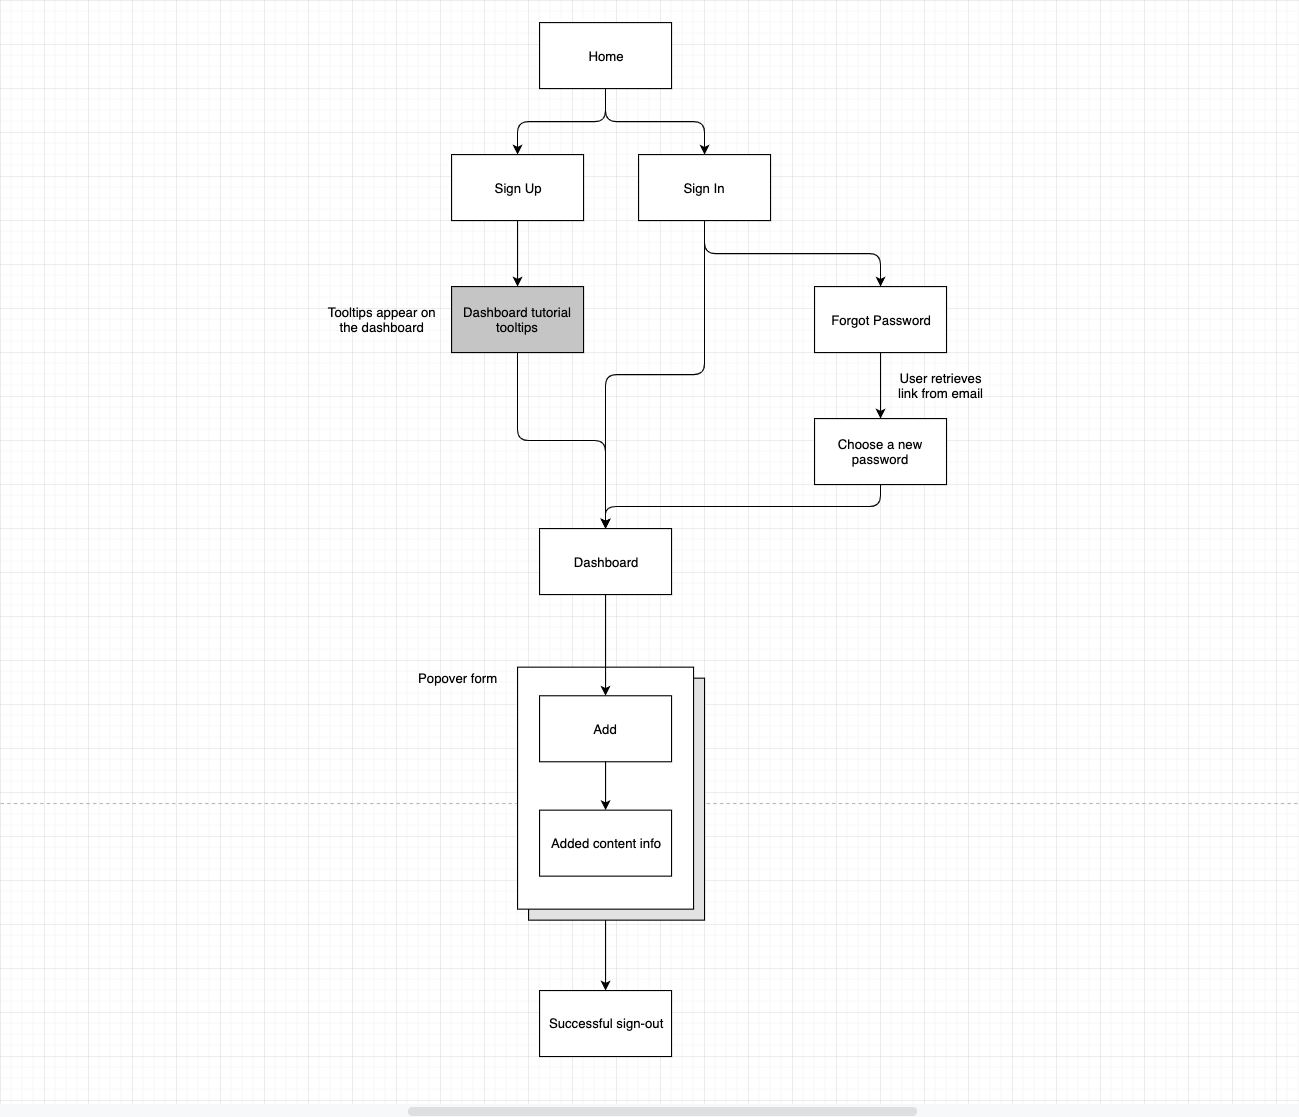 Home
Sign Up
Sign In
Tooltips appear on
the dashboard
Dashboard tutorial
tooltips
Forgot Password
User retrieves
link from email
Choose a new
password
Dashboard
Popover form
Add
Added content info
Successful sign-out